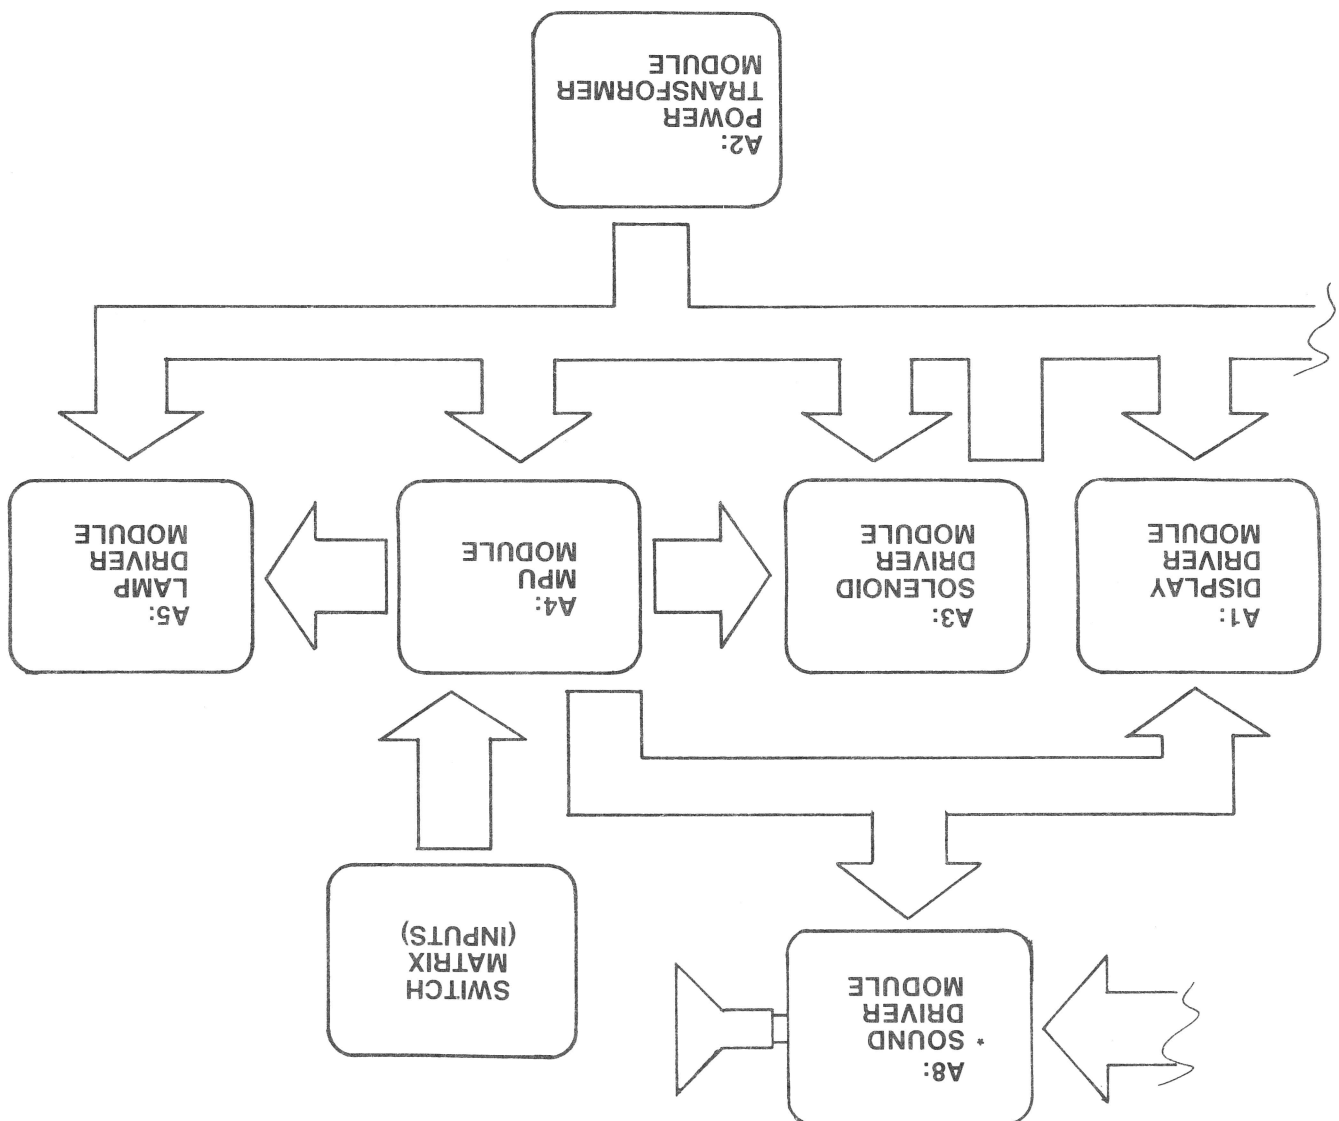 A8:
* SOUND
DRIVER
MODULE
SWITCH
MATRIX
(INPUTS)
A1:
DISPLAY
DRIVER
MODULE
A3:
SOLENOID
DRIVER
MODULE
A4:
MPU
MODULE
A5:
LAMP
DRIVER
MODULE
A2:
POWER
TRANSFORMER
MODULE